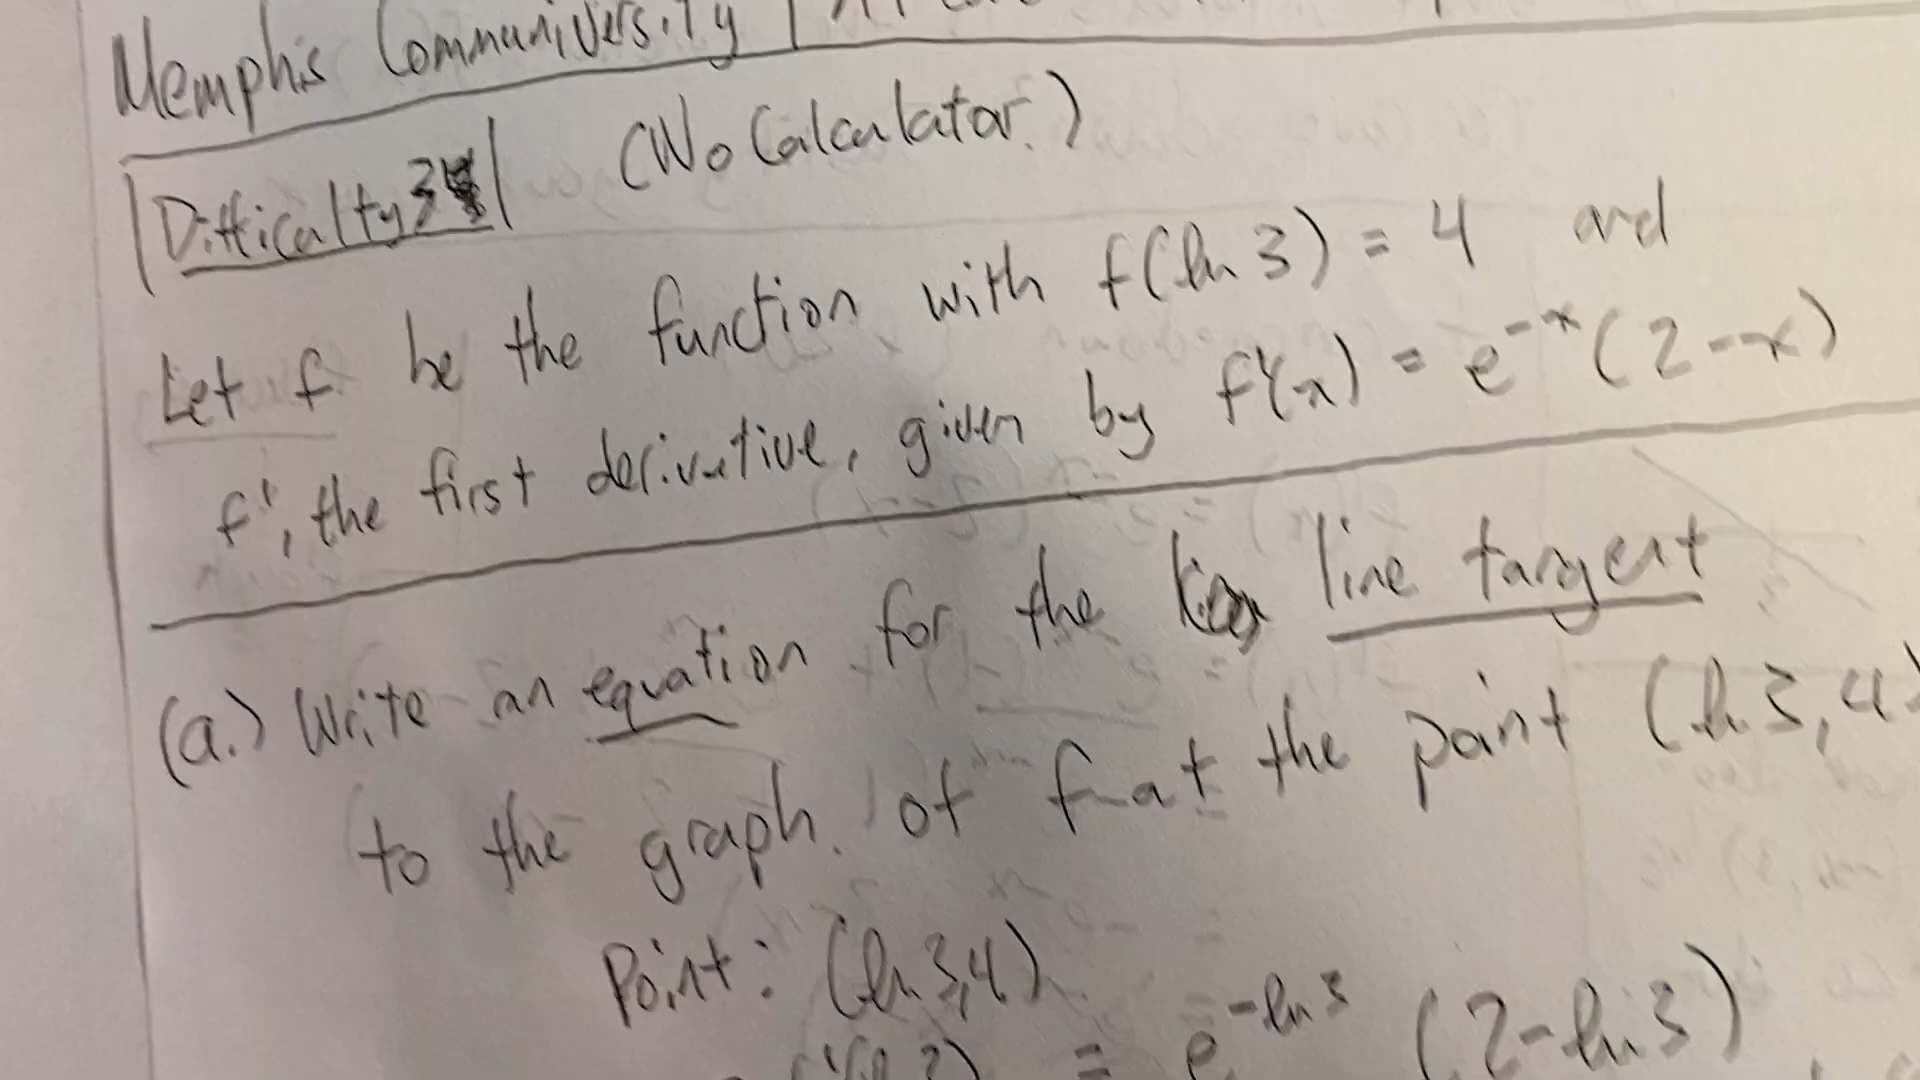 Memphis Communiversity
Difficulty 3 (No Calculator.)
Let f be the function with f(ln 3) = 4 and
f', the first derivative, given by f'(x) = e^-x (2-x)
(a.) Write an equation for the line tangent
to the graph of f at the point (ln 3, 4)
Point: (ln 3, 4)
= e^-ln 3 (2-ln 3)